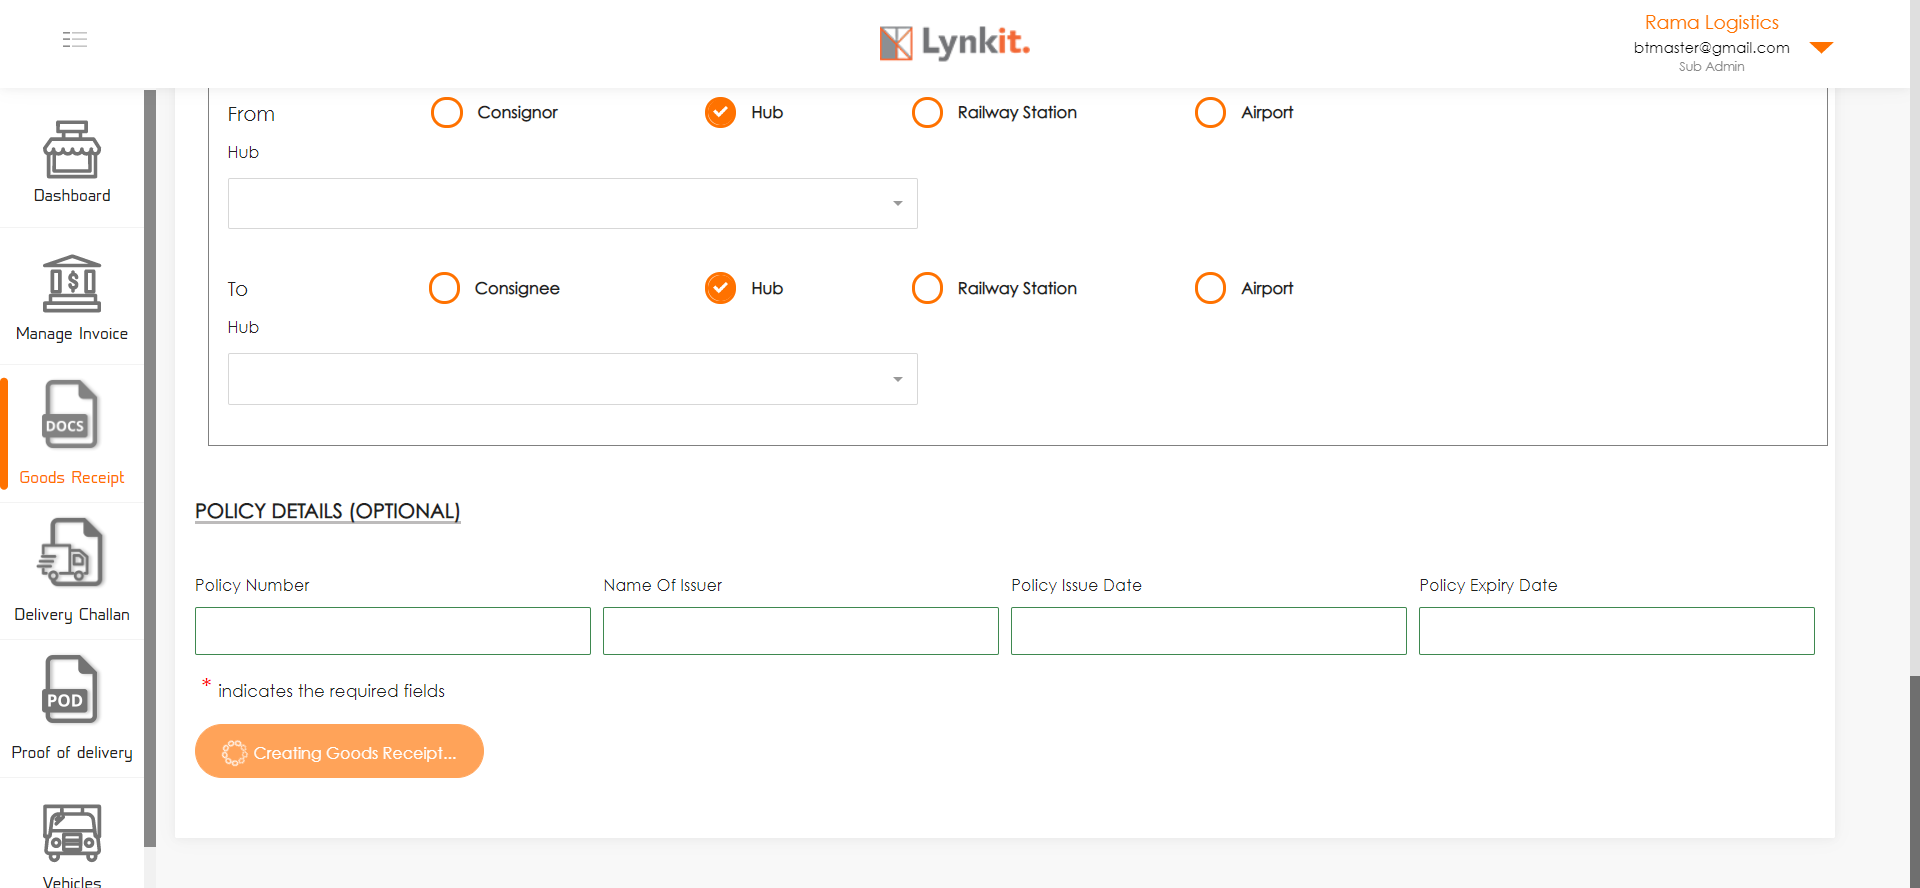 Lynkit.
Rama Logistics
btmaster@gmail.com
Sub Admin
Dashboard
Manage Invoice
DOCS
Goods Receipt
Delivery Challan
POD
Proof of delivery
Vehicles
From
Consignor
Hub
Railway Station
Airport
Hub
To
Consignee
Hub
Railway Station
Airport
Hub
POLICY DETAILS (OPTIONAL)
Policy Number
Name Of Issuer
Policy Issue Date
Policy Expiry Date
* indicates the required fields
Creating Goods Receipt...